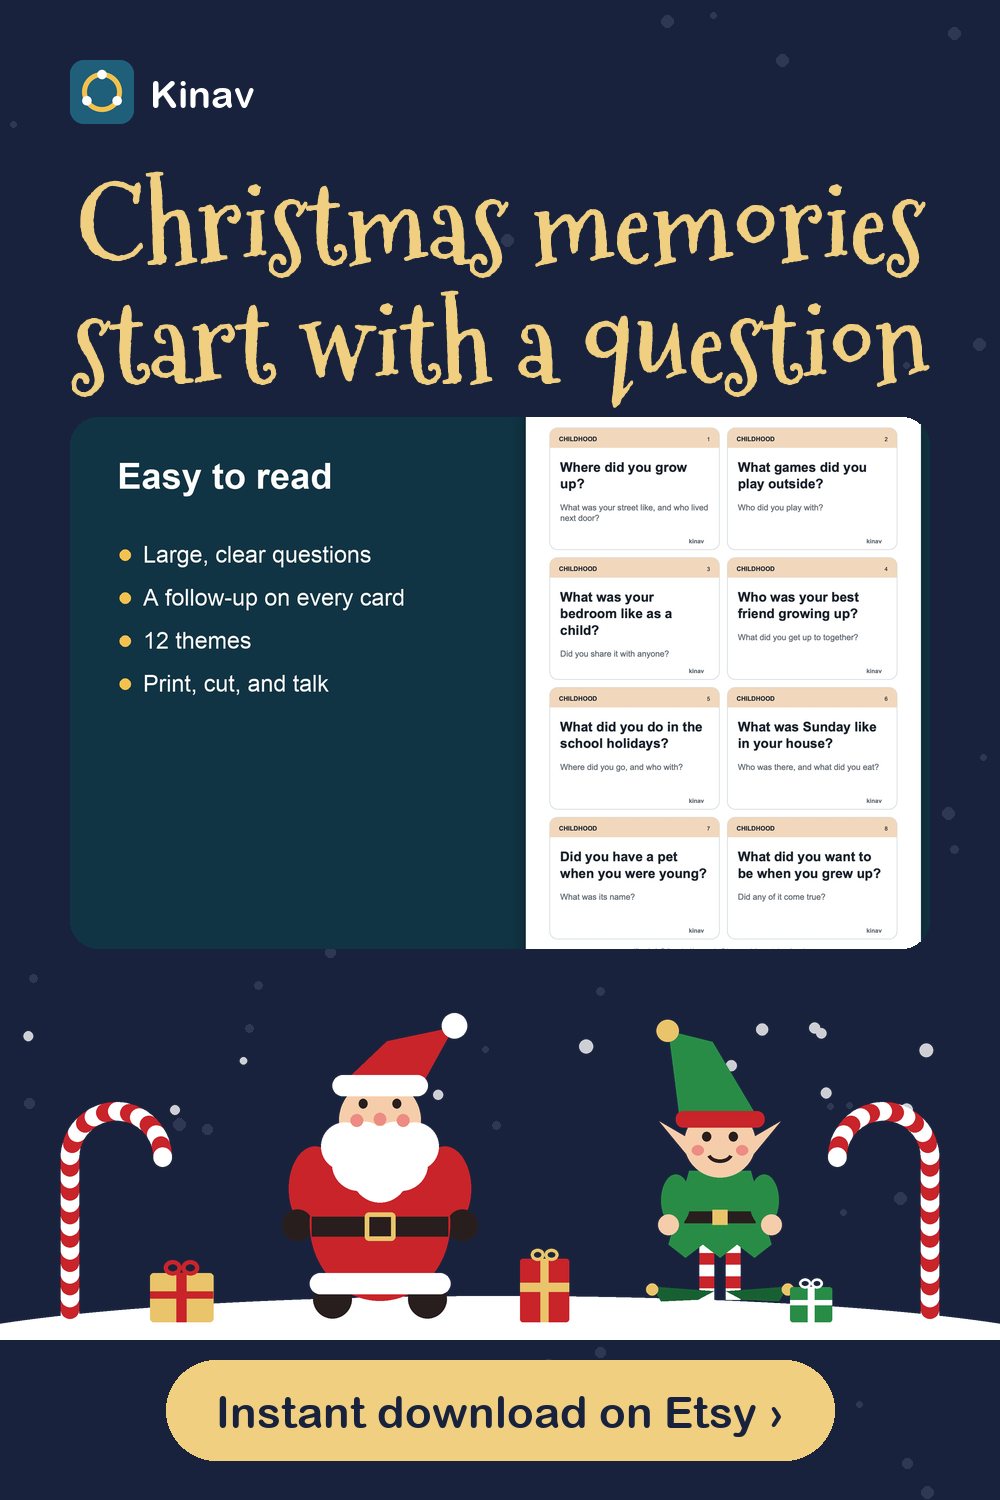 Kinav
Christmas memories
start with a question
Easy to read
Large, clear questions
A follow-up on every card
12 themes
Print, cut, and talk
CHILDHOOD 1
Where did you grow
up?
What was your street like, and who lived
next door?
kinav
CHILDHOOD 2
What games did you
play outside?
Who did you play with?
kinav
CHILDHOOD 3
What was your
bedroom like as a
child?
Did you share it with anyone?
kinav
CHILDHOOD 4
Who was your best
friend growing up?
What did you get up to together?
kinav
CHILDHOOD 5
What did you do in the
school holidays?
Where did you go, and who with?
kinav
CHILDHOOD 6
What was Sunday like
in your house?
Who was there, and what did you eat?
kinav
CHILDHOOD 7
Did you have a pet
when you were young?
What was its name?
kinav
CHILDHOOD 8
What did you want to
be when you grew up?
Did any of it come true?
kinav
Instant download on Etsy ›